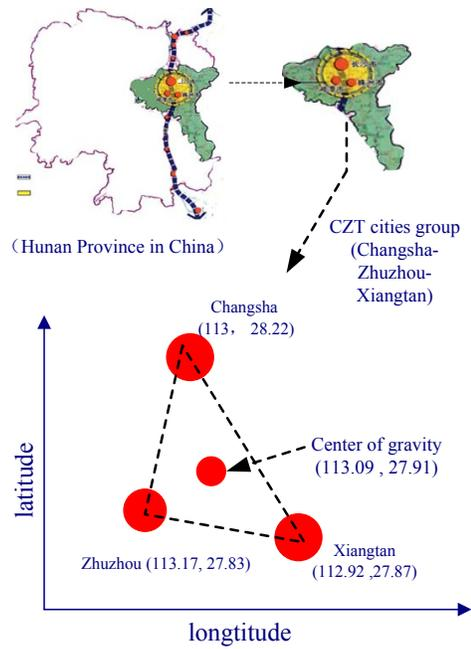 （Hunan Province in China）
CZT cities group
(Changsha-
Zhuzhou-
Xiangtan)
Changsha
(113， 28.22)
Center of gravity
(113.09 , 27.91)
Zhuzhou (113.17, 27.83)
Xiangtan
(112.92 ,27.87)
latitude
longtitude